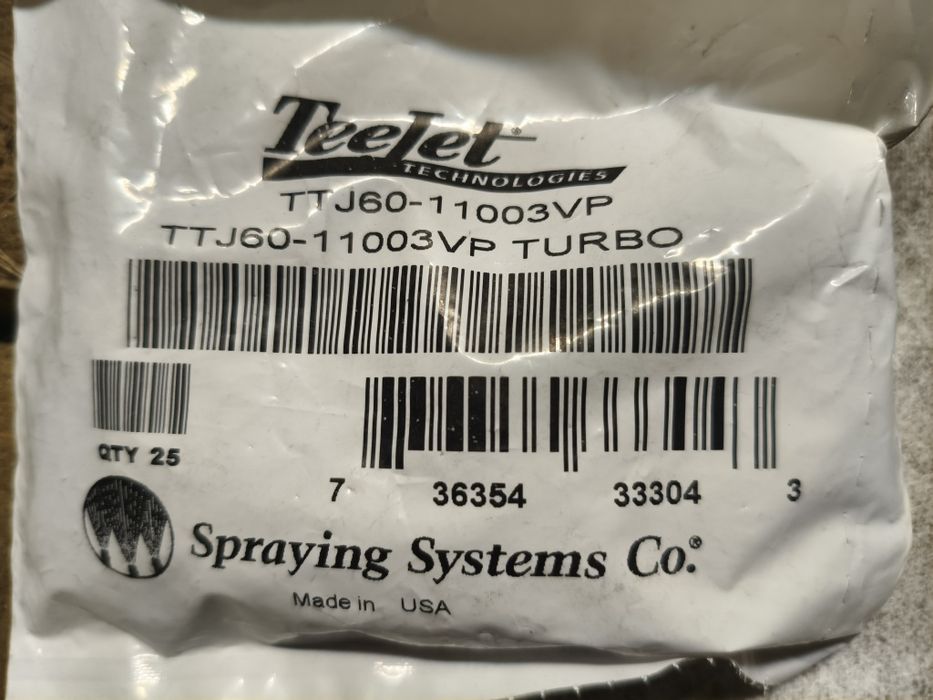 TeeJet®
TECHNOLOGIES
TTJ60-11003VP
TTJ60-11003VP TURBO
QTY 25
7 36354 33304 3
Spraying Systems Co.®
Made in USA